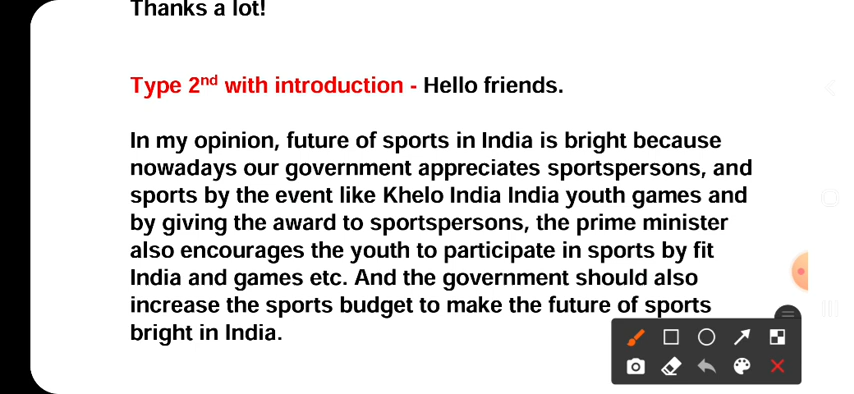 Thanks a lot!
Type 2nd with introduction - Hello friends.
In my opinion, future of sports in India is bright because
nowadays our government appreciates sportspersons, and
sports by the event like Khelo India India youth games and
by giving the award to sportspersons, the prime minister
also encourages the youth to participate in sports by fit
India and games etc. And the government should also
increase the sports budget to make the future of sports
bright in India.